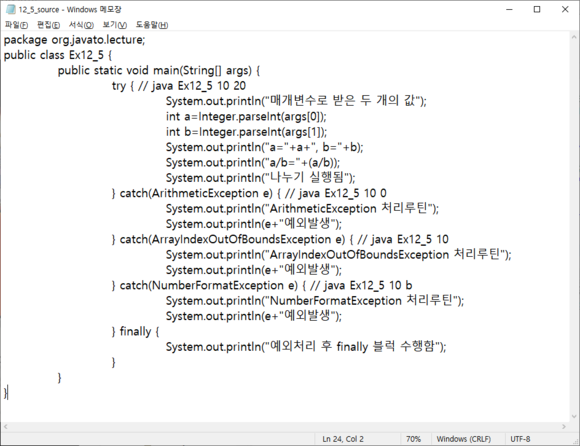 12_5_source - Windows 메모장
파일(F) 편집(E) 서식(O) 보기(V) 도움말(H)
package org.javato.lecture;
public class Ex12_5 {
public static void main(String[] args) {
try { // java Ex12_5 10 20
System.out.println("매개변수로 받은 두 개의 값");
int a=Integer.parseInt(args[0]);
int b=Integer.parseInt(args[1]);
System.out.println("a="+a+", b="+b);
System.out.println("a/b="+(a/b));
System.out.println("나누기 실행됨");
} catch(ArithmeticException e) { // java Ex12_5 10 0
System.out.println("ArithmeticException 처리루틴");
System.out.println(e+"예외발생");
} catch(ArrayIndexOutOfBoundsException e) { // java Ex12_5 10
System.out.println("ArrayIndexOutOfBoundsException 처리루틴");
System.out.println(e+"예외발생");
} catch(NumberFormatException e) { // java Ex12_5 10 b
System.out.println("NumberFormatException 처리루틴");
System.out.println(e+"예외발생");
} finally {
System.out.println("예외처리 후 finally 블럭 수행함");
}
}
}
Ln 24, Col 2 70% Windows (CRLF) UTF-8